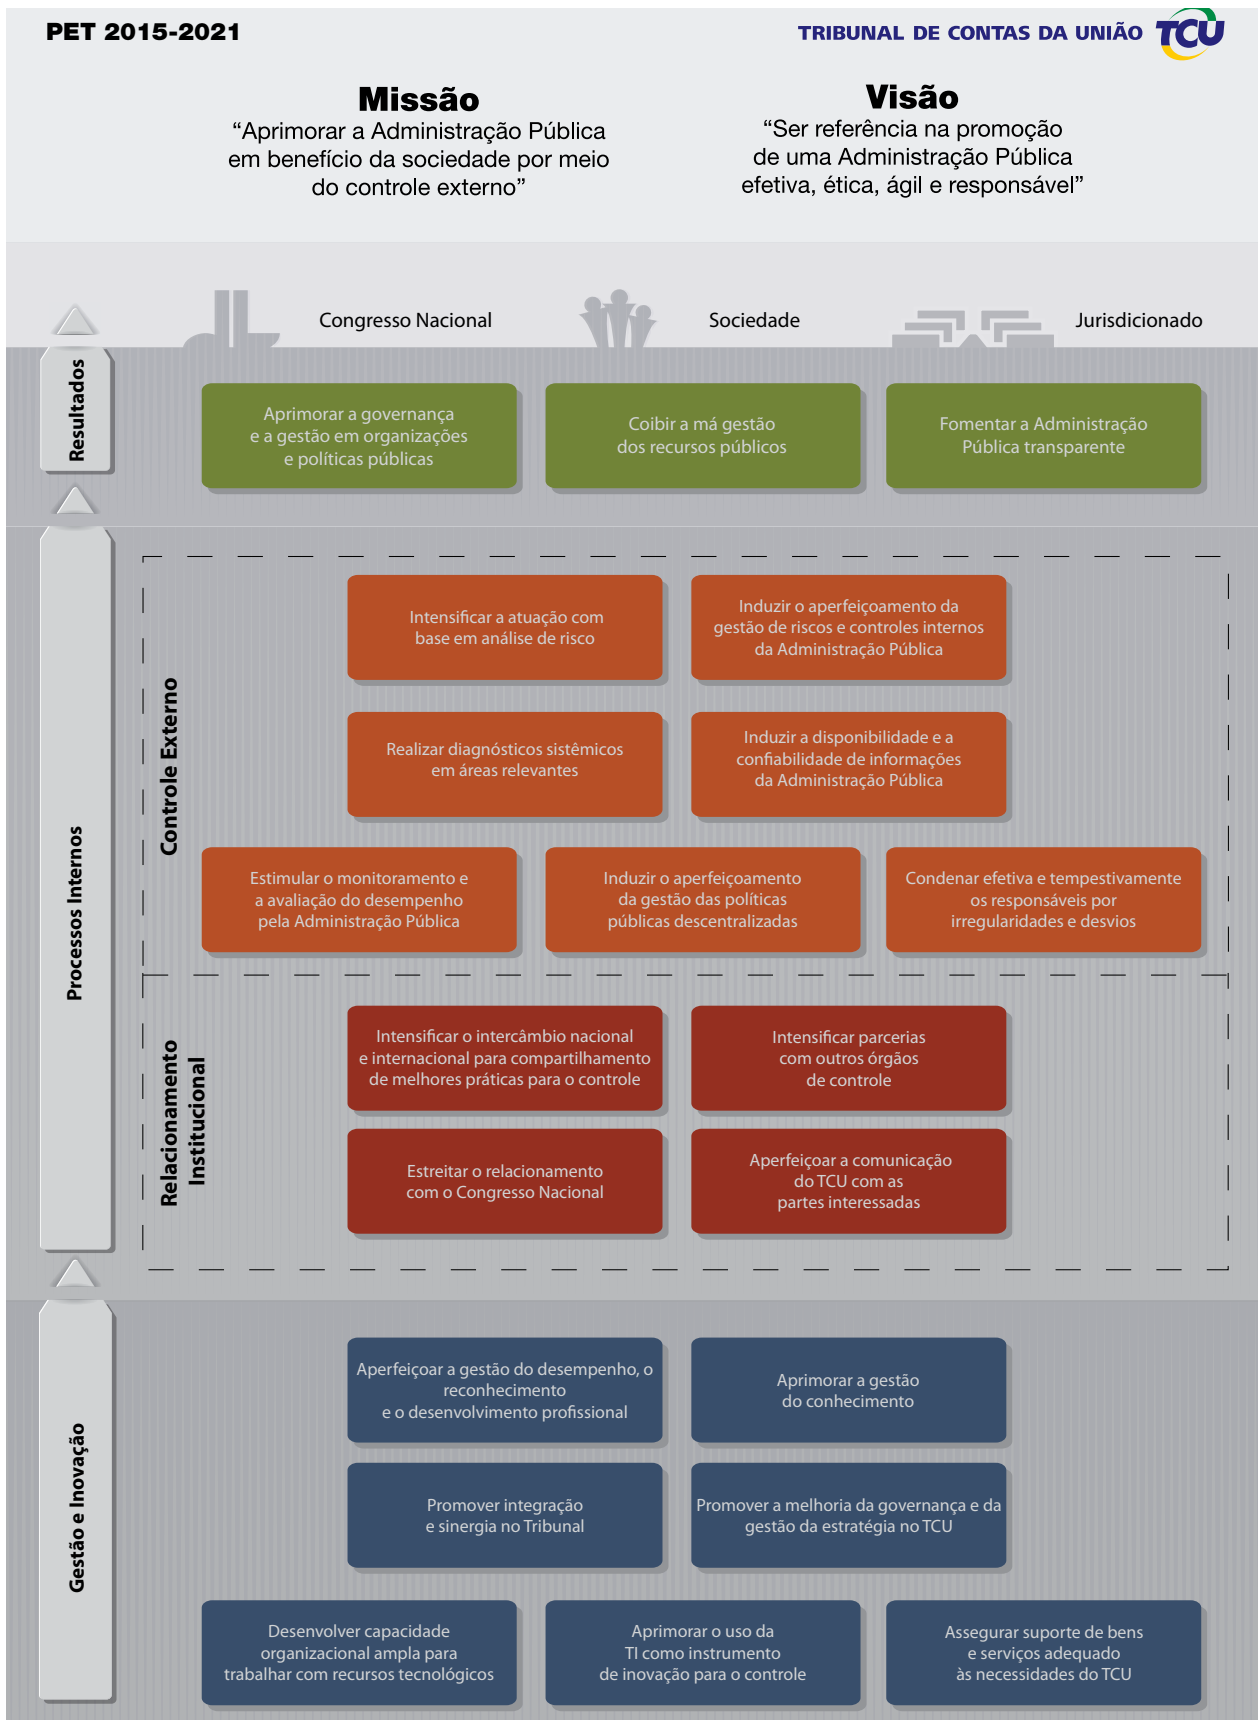 PET 2015-2021
TRIBUNAL DE CONTAS DA UNIÃO TCU
Missão
“Aprimorar a Administração Pública
em benefício da sociedade por meio
do controle externo”
Visão
“Ser referência na promoção
de uma Administração Pública
efetiva, ética, ágil e responsável”
Congresso Nacional
Sociedade
Jurisdicionado
Resultados
Aprimorar a governança
e a gestão em organizações
e políticas públicas
Coibir a má gestão
dos recursos públicos
Fomentar a Administração
Pública transparente
Processos Internos
Controle Externo
Intensificar a atuação com
base em análise de risco
Induzir o aperfeiçoamento da
gestão de riscos e controles internos
da Administração Pública
Realizar diagnósticos sistêmicos
em áreas relevantes
Induzir a disponibilidade e a
confiabilidade de informações
da Administração Pública
Estimular o monitoramento e
a avaliação do desempenho
pela Administração Pública
Induzir o aperfeiçoamento
da gestão das políticas
públicas descentralizadas
Condenar efetiva e tempestivamente
os responsáveis por
irregularidades e desvios
Relacionamento
Institucional
Intensificar o intercâmbio nacional
e internacional para compartilhamento
de melhores práticas para o controle
Intensificar parcerias
com outros órgãos
de controle
Estreitar o relacionamento
com o Congresso Nacional
Aperfeiçoar a comunicação
do TCU com as
partes interessadas
Gestão e Inovação
Aperfeiçoar a gestão do desempenho, o
reconhecimento
e o desenvolvimento profissional
Aprimorar a gestão
do conhecimento
Promover integração
e sinergia no Tribunal
Promover a melhoria da governança e da
gestão da estratégia no TCU
Desenvolver capacidade
organizacional ampla para
trabalhar com recursos tecnológicos
Aprimorar o uso da
TI como instrumento
de inovação para o controle
Assegurar suporte de bens
e serviços adequado
às necessidades do TCU